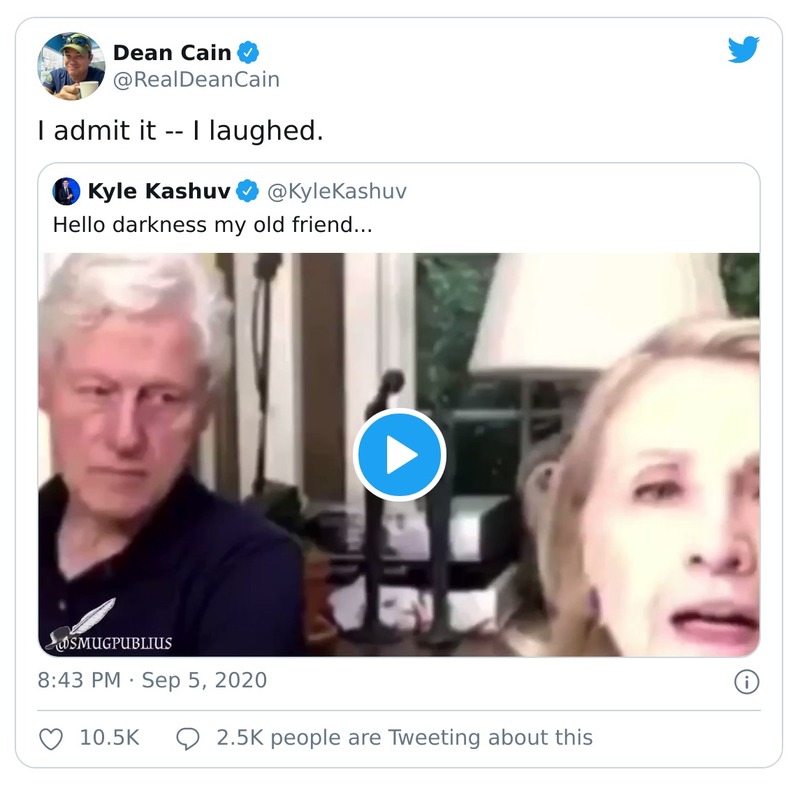 Dean Cain
@RealDeanCain
I admit it -- I laughed.
Kyle Kashuv @KyleKashuv
Hello darkness my old friend...
@SMUGPUBLIUS
8:43 PM · Sep 5, 2020
10.5K 2.5K people are Tweeting about this